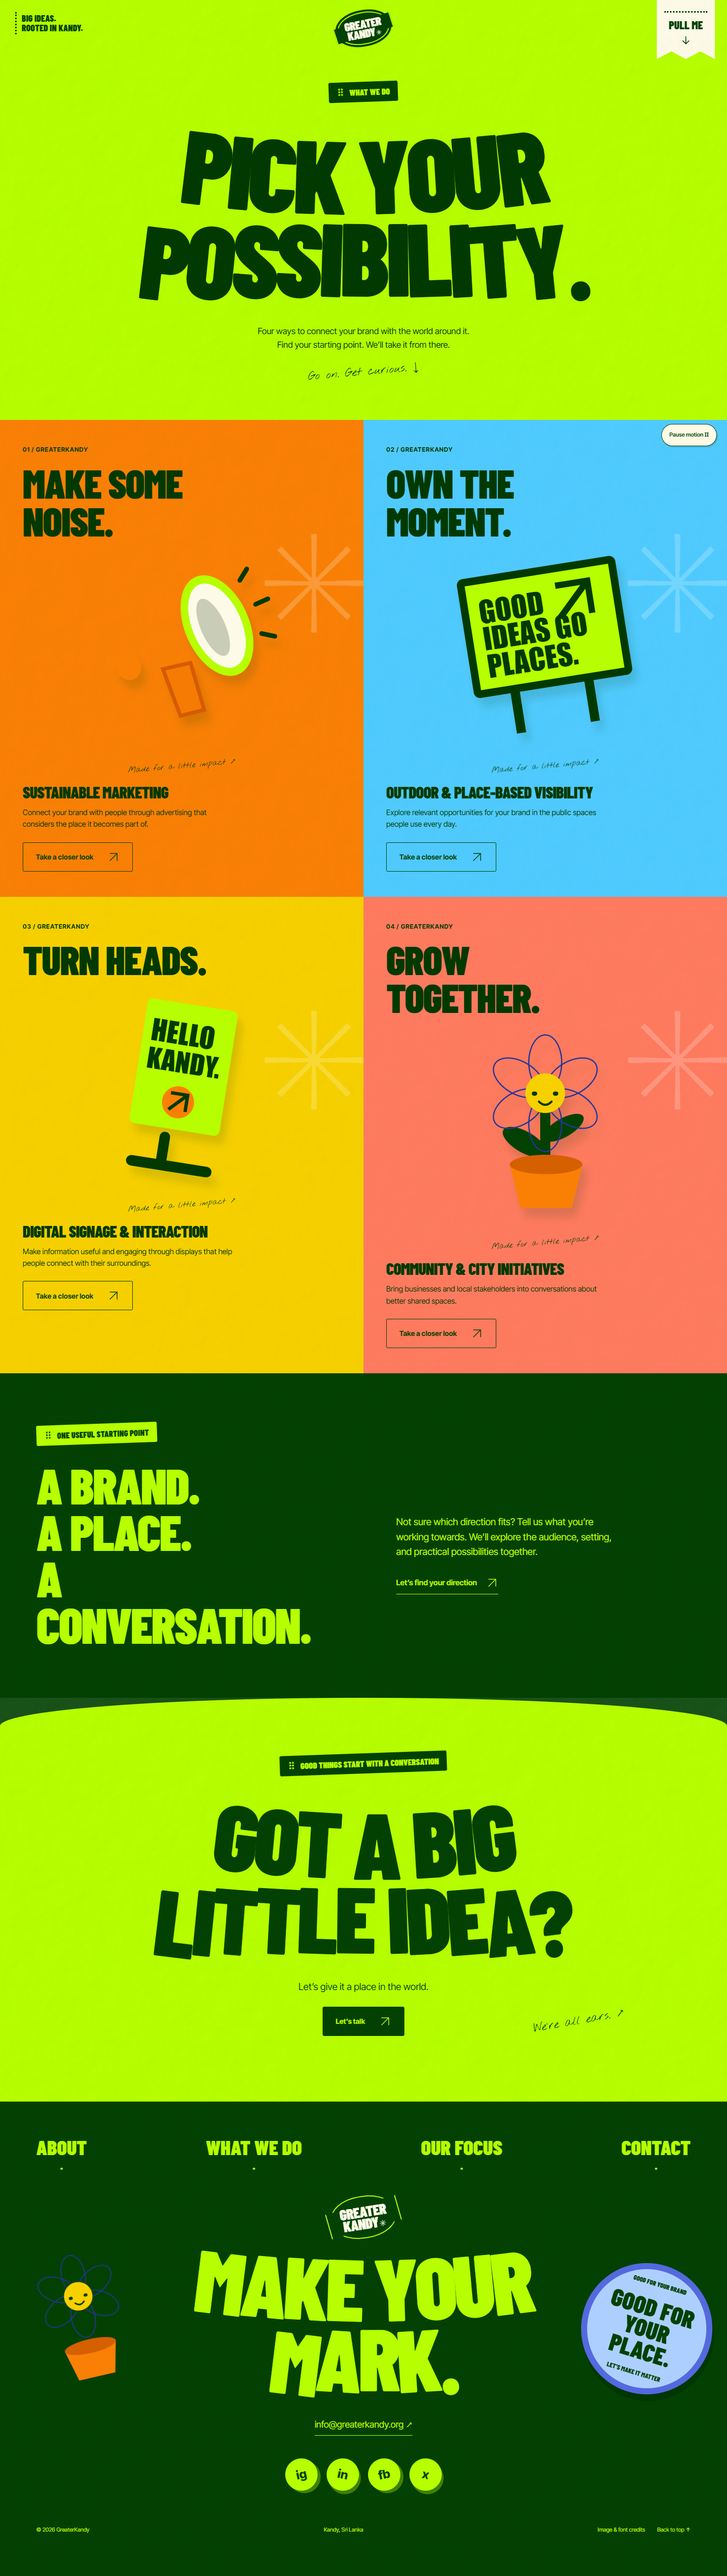 BIG IDEAS.
ROOTED IN KANDY.
GREATER
KANDY
PULL ME
↓
WHAT WE DO
PICK YOUR
POSSIBILITY.
Four ways to connect your brand with the world around it.
Find your starting point. We'll take it from there.
Go on. Get curious. ↓
Pause motion
01 / GREATERKANDY
MAKE SOME
NOISE.
Made for a little impact ↗
SUSTAINABLE MARKETING
Connect your brand with people through advertising that
considers the place it becomes part of.
Take a closer look
02 / GREATERKANDY
OWN THE
MOMENT.
GOOD
IDEAS GO
PLACES.
Made for a little impact ↗
OUTDOOR & PLACE-BASED VISIBILITY
Explore relevant opportunities for your brand in the public spaces
people use every day.
Take a closer look
03 / GREATERKANDY
TURN HEADS.
HELLO
KANDY.
Made for a little impact ↗
DIGITAL SIGNAGE & INTERACTION
Make information useful and engaging through displays that help
people connect with their surroundings.
Take a closer look
04 / GREATERKANDY
GROW
TOGETHER.
Made for a little impact ↗
COMMUNITY & CITY INITIATIVES
Bring businesses and local stakeholders into conversations about
better shared spaces.
Take a closer look
ONE USEFUL STARTING POINT
A BRAND.
A PLACE.
A
CONVERSATION.
Not sure which direction fits? Tell us what you're
working towards. We'll explore the audience, setting,
and practical possibilities together.
Let's find your direction
GOOD THINGS START WITH A CONVERSATION
GOT A BIG
LITTLE IDEA?
Let's give it a place in the world.
Let's talk
We're all ears. ↗
ABOUT
WHAT WE DO
OUR FOCUS
CONTACT
GREATER
KANDY
MAKE YOUR
MARK.
GOOD FOR YOUR BRAND
GOOD FOR
YOUR
PLACE.
LET'S MAKE IT MATTER
info@greaterkandy.org ↗
ig
in
fb
x
© 2026 GreaterKandy
Kandy, Sri Lanka
Image & font credits
Back to top ↑